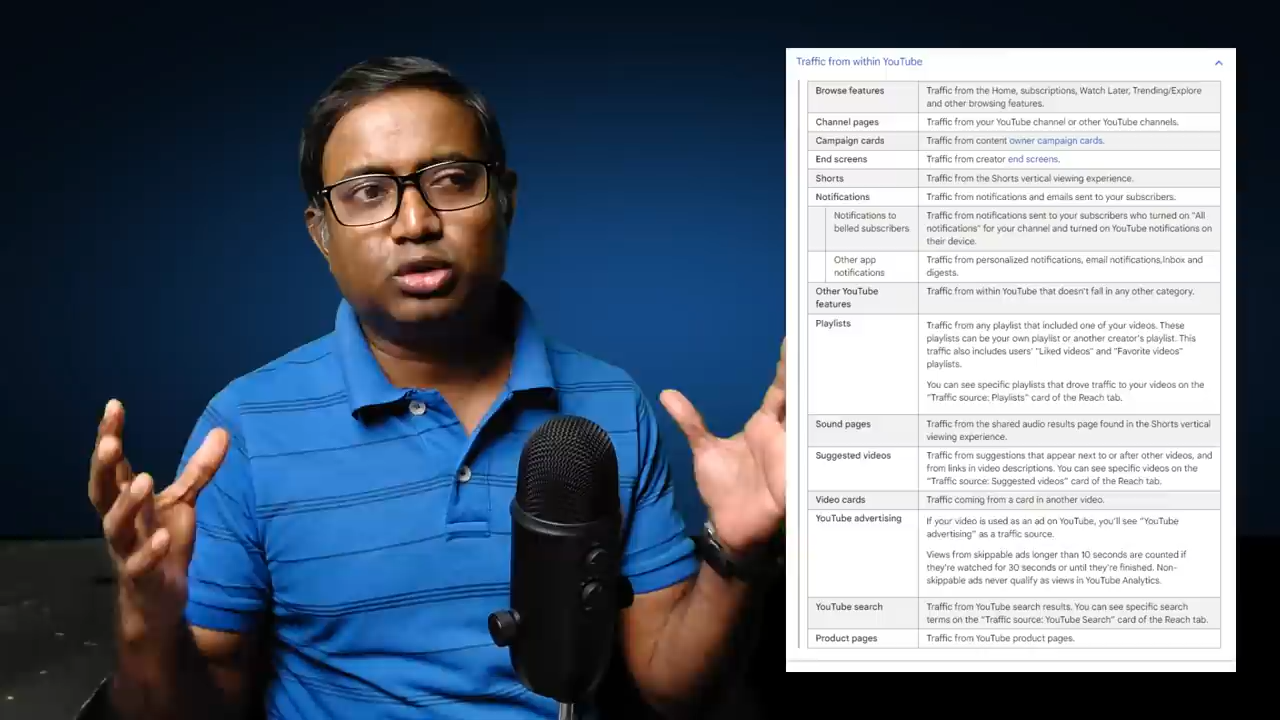 Traffic from within YouTube
Browse features
Traffic from the Home, subscriptions, Watch Later, Trending/Explore
and other browsing features.
Channel pages
Traffic from your YouTube channel or other YouTube channels.
Campaign cards
Traffic from content owner campaign cards.
End screens
Traffic from creator end screens.
Shorts
Traffic from the Shorts vertical viewing experience.
Notifications
Traffic from notifications and emails sent to your subscribers.
Notifications to
belled subscribers
Traffic from notifications sent to your subscribers who turned on "All
notifications" for your channel and turned on YouTube notifications on
their device.
Other app
notifications
Traffic from personalized notifications, email notifications,Inbox and
digests.
Other YouTube
features
Traffic from within YouTube that doesn't fall in any other category.
Playlists
Traffic from any playlist that included one of your videos. These
playlists can be your own playlist or another creator's playlist. This
traffic also includes users' "Liked videos" and "Favorite videos"
playlists.
You can see specific playlists that drove traffic to your videos on the
"Traffic source: Playlists" card of the Reach tab.
Sound pages
Traffic from the shared audio results page found in the Shorts vertical
viewing experience.
Suggested videos
Traffic from suggestions that appear next to or after other videos, and
from links in video descriptions. You can see specific videos on the
"Traffic source: Suggested videos" card of the Reach tab.
Video cards
Traffic coming from a card in another video.
YouTube advertising
If your video is used as an ad on YouTube, you'll see "YouTube
advertising" as a traffic source.
Views from skippable ads longer than 10 seconds are counted if
they're watched for 30 seconds or until they're finished. Non-
skippable ads never qualify as views in YouTube Analytics.
YouTube search
Traffic from YouTube search results. You can see specific search
terms on the "Traffic source: YouTube Search" card of the Reach tab.
Product pages
Traffic from YouTube product pages.